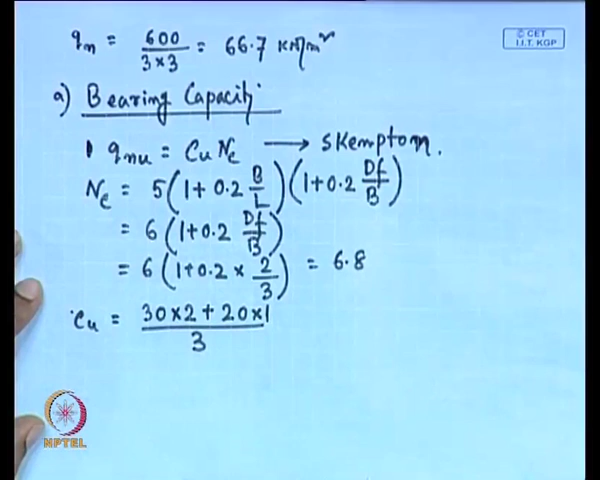 qn = 600 / 3×3 = 66.7 kN/m²
© CET
I.I.T. KGP
a) Bearing Capacity
qnu = Cu Nc → Skempton.
Nc = 5 (1 + 0.2 B/L) (1 + 0.2 Df/B)
= 6 (1 + 0.2 Df/B)
= 6 (1 + 0.2 × 2/3) = 6.8
Cu = 30×2 + 20×1 / 3
NPTEL